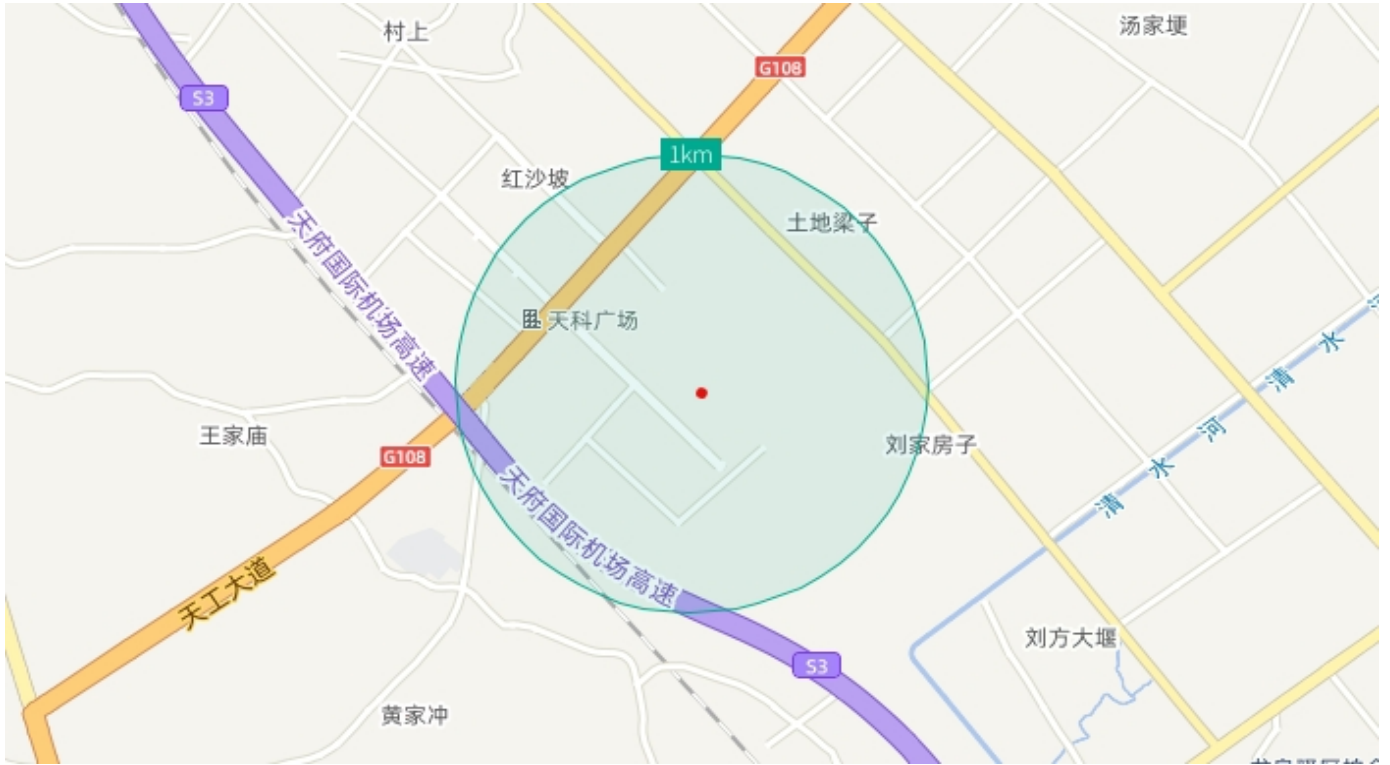 汤家埂
村上
G108
S3
1km
红沙坡
土地梁子
天府国际机场高速
天科广场
清水河
王家庙
刘家房子
G108
天府国际机场高速
天工大道
刘方大堰
S3
黄家冲